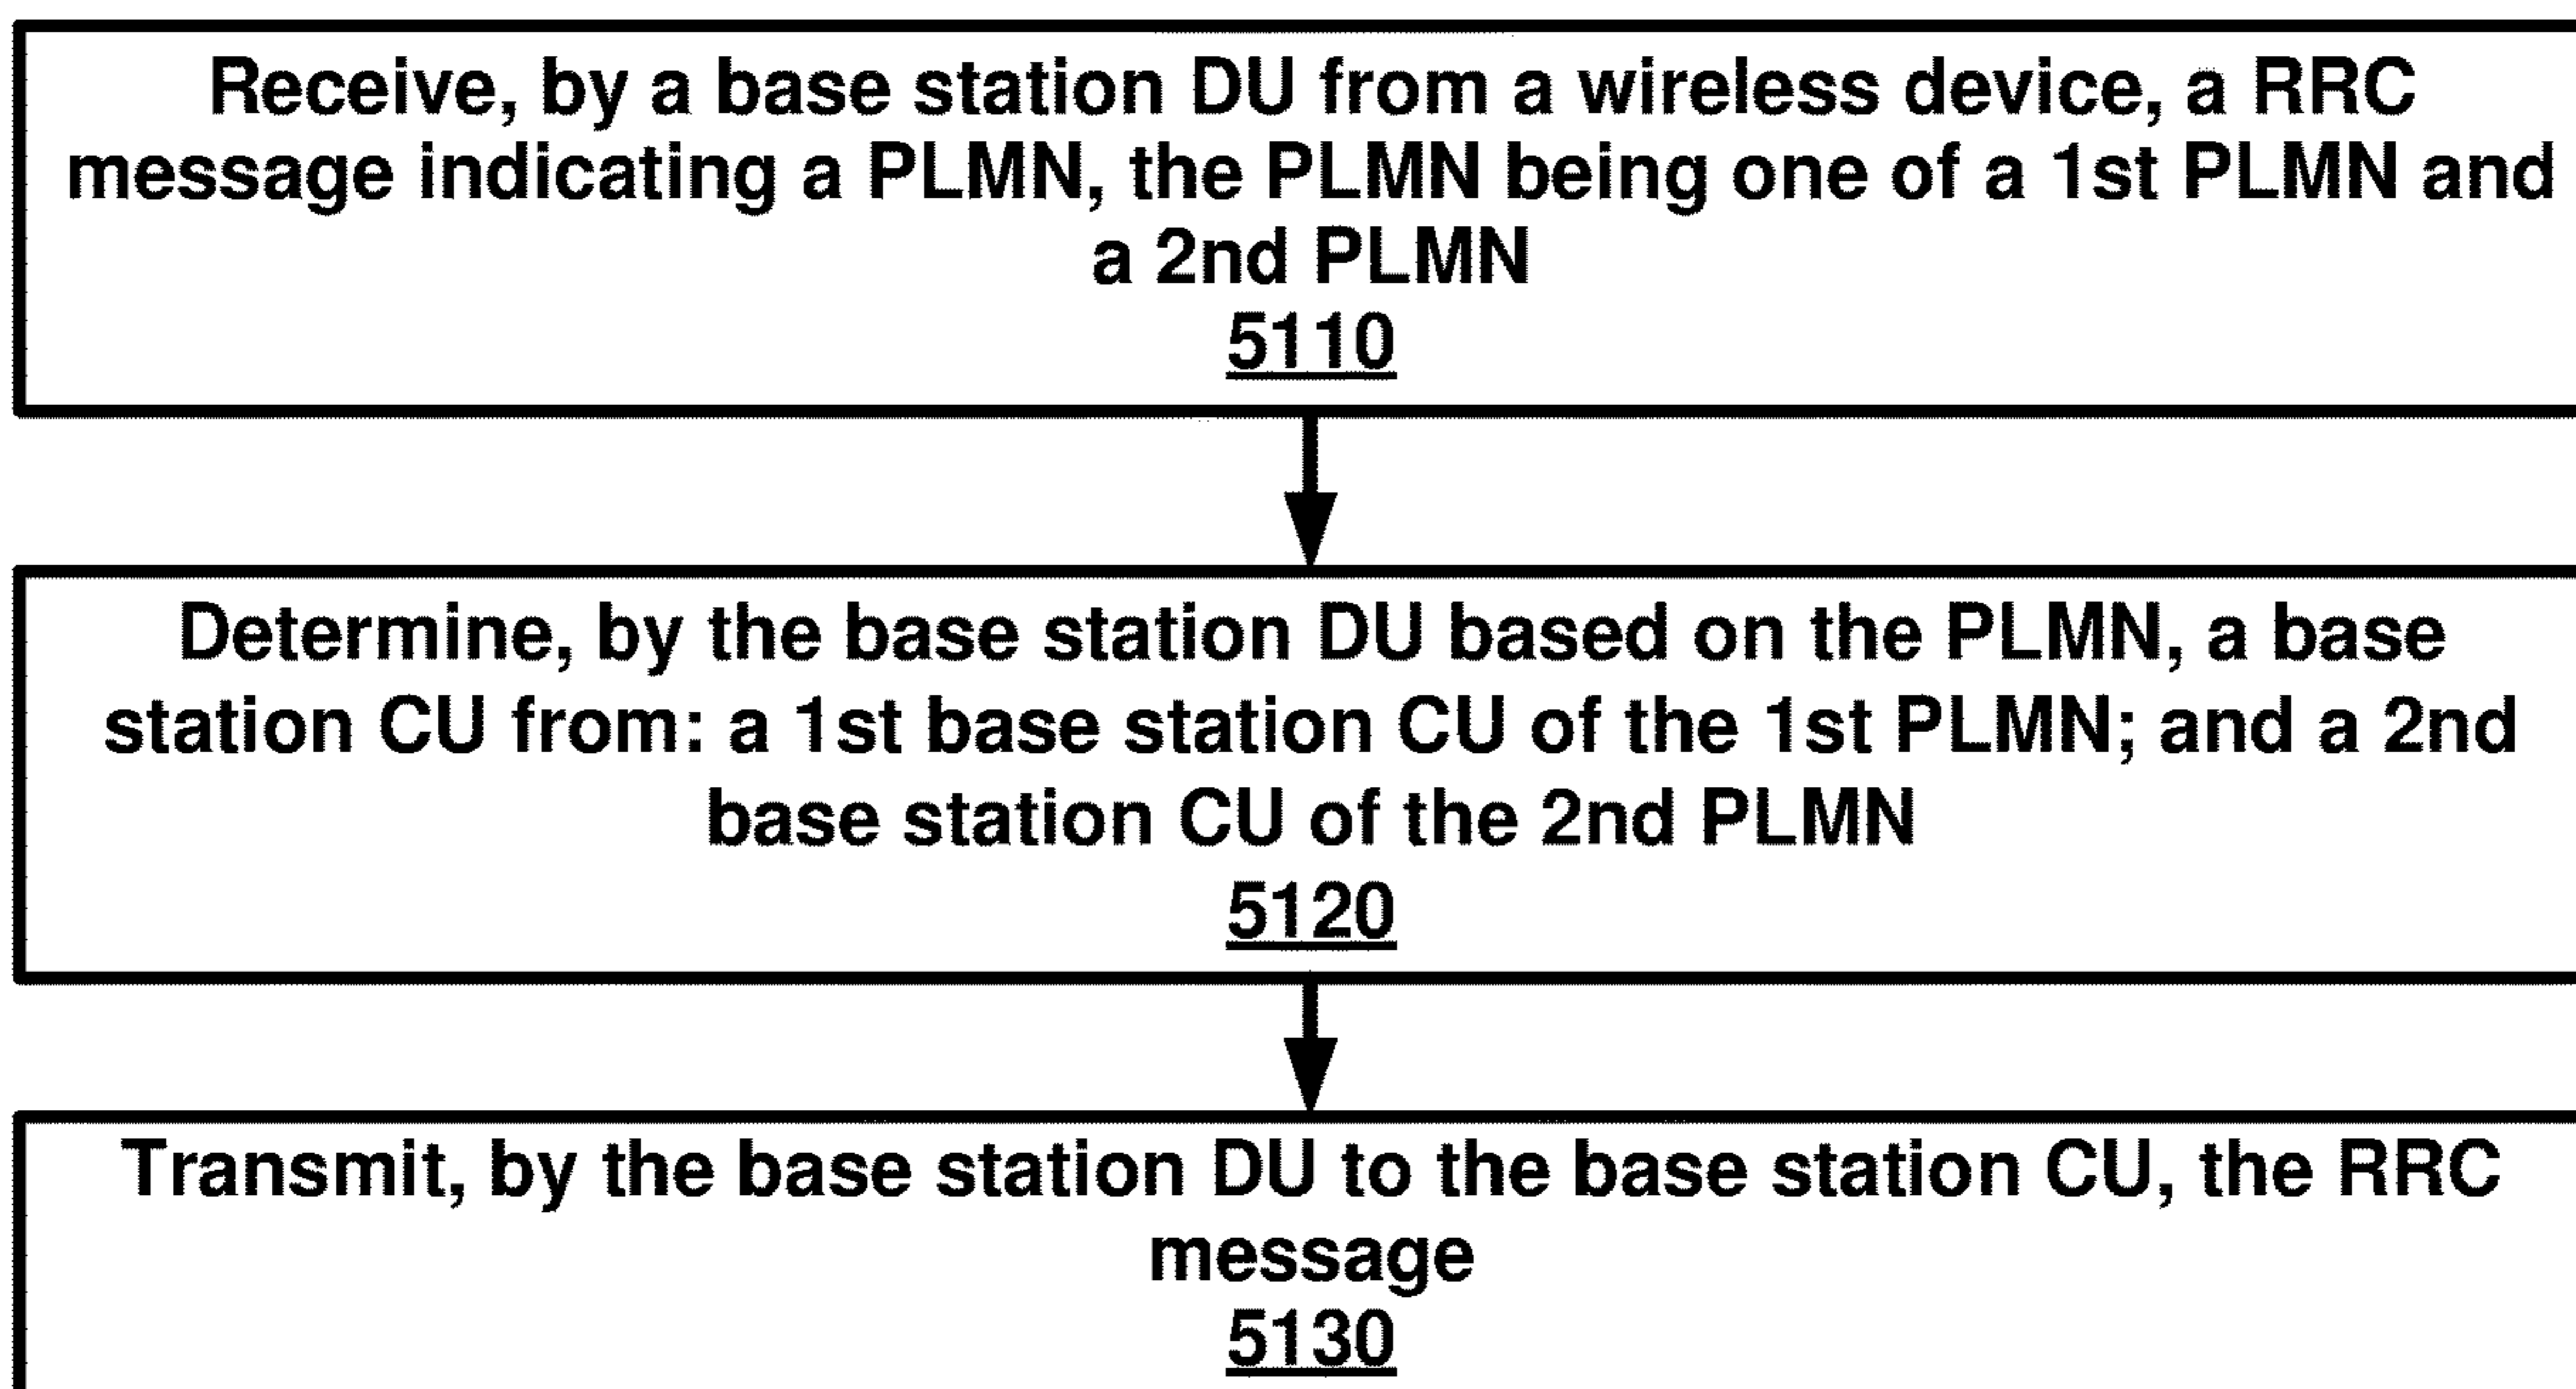 Receive, by a base station DU from a wireless device, a RRC
message indicating a PLMN, the PLMN being one of a 1st PLMN and
a 2nd PLMN
5110
Determine, by the base station DU based on the PLMN, a base
station CU from: a 1st base station CU of the 1st PLMN; and a 2nd
base station CU of the 2nd PLMN
5120
Transmit, by the base station DU to the base station CU, the RRC
message
5130